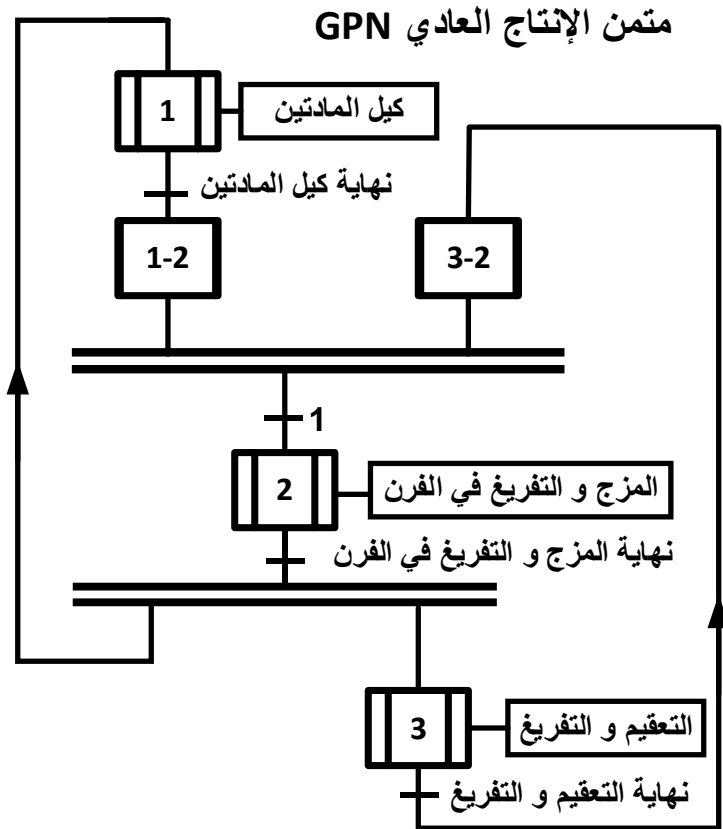 متمن الإنتاج العادي GPN
1
كيل المادتين
نهاية كيل المادتين
1-2
3-2
1
2
المزج و التفريغ في الفرن
نهاية المزج و التفريغ في الفرن
3
التعقيم و التفريغ
نهاية التعقيم و التفريغ